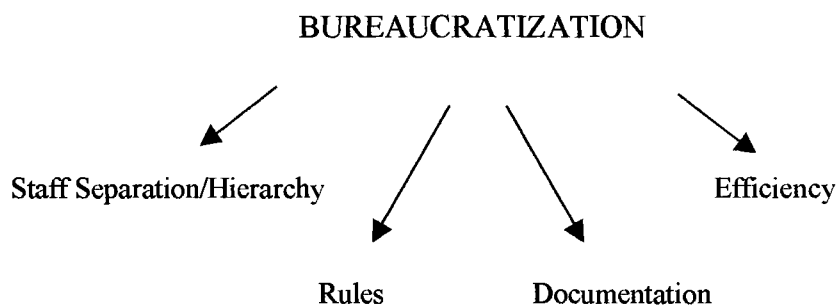 BUREAUCRATIZATION
Staff Separation/Hierarchy
Efficiency
Rules
Documentation